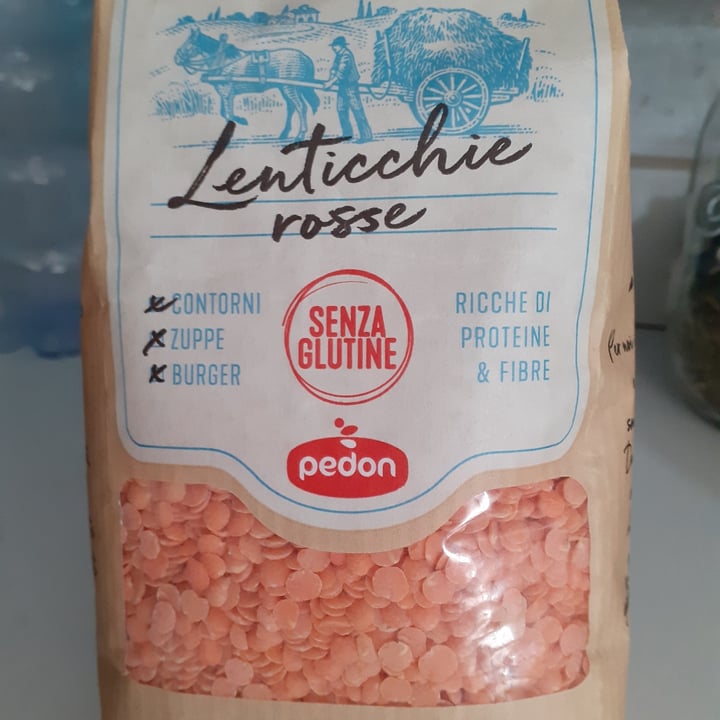 Lenticchie
rosse
CONTORNI
ZUPPE
BURGER
SENZA
GLUTINE
RICCHE DI
PROTEINE
& FIBRE
pedon